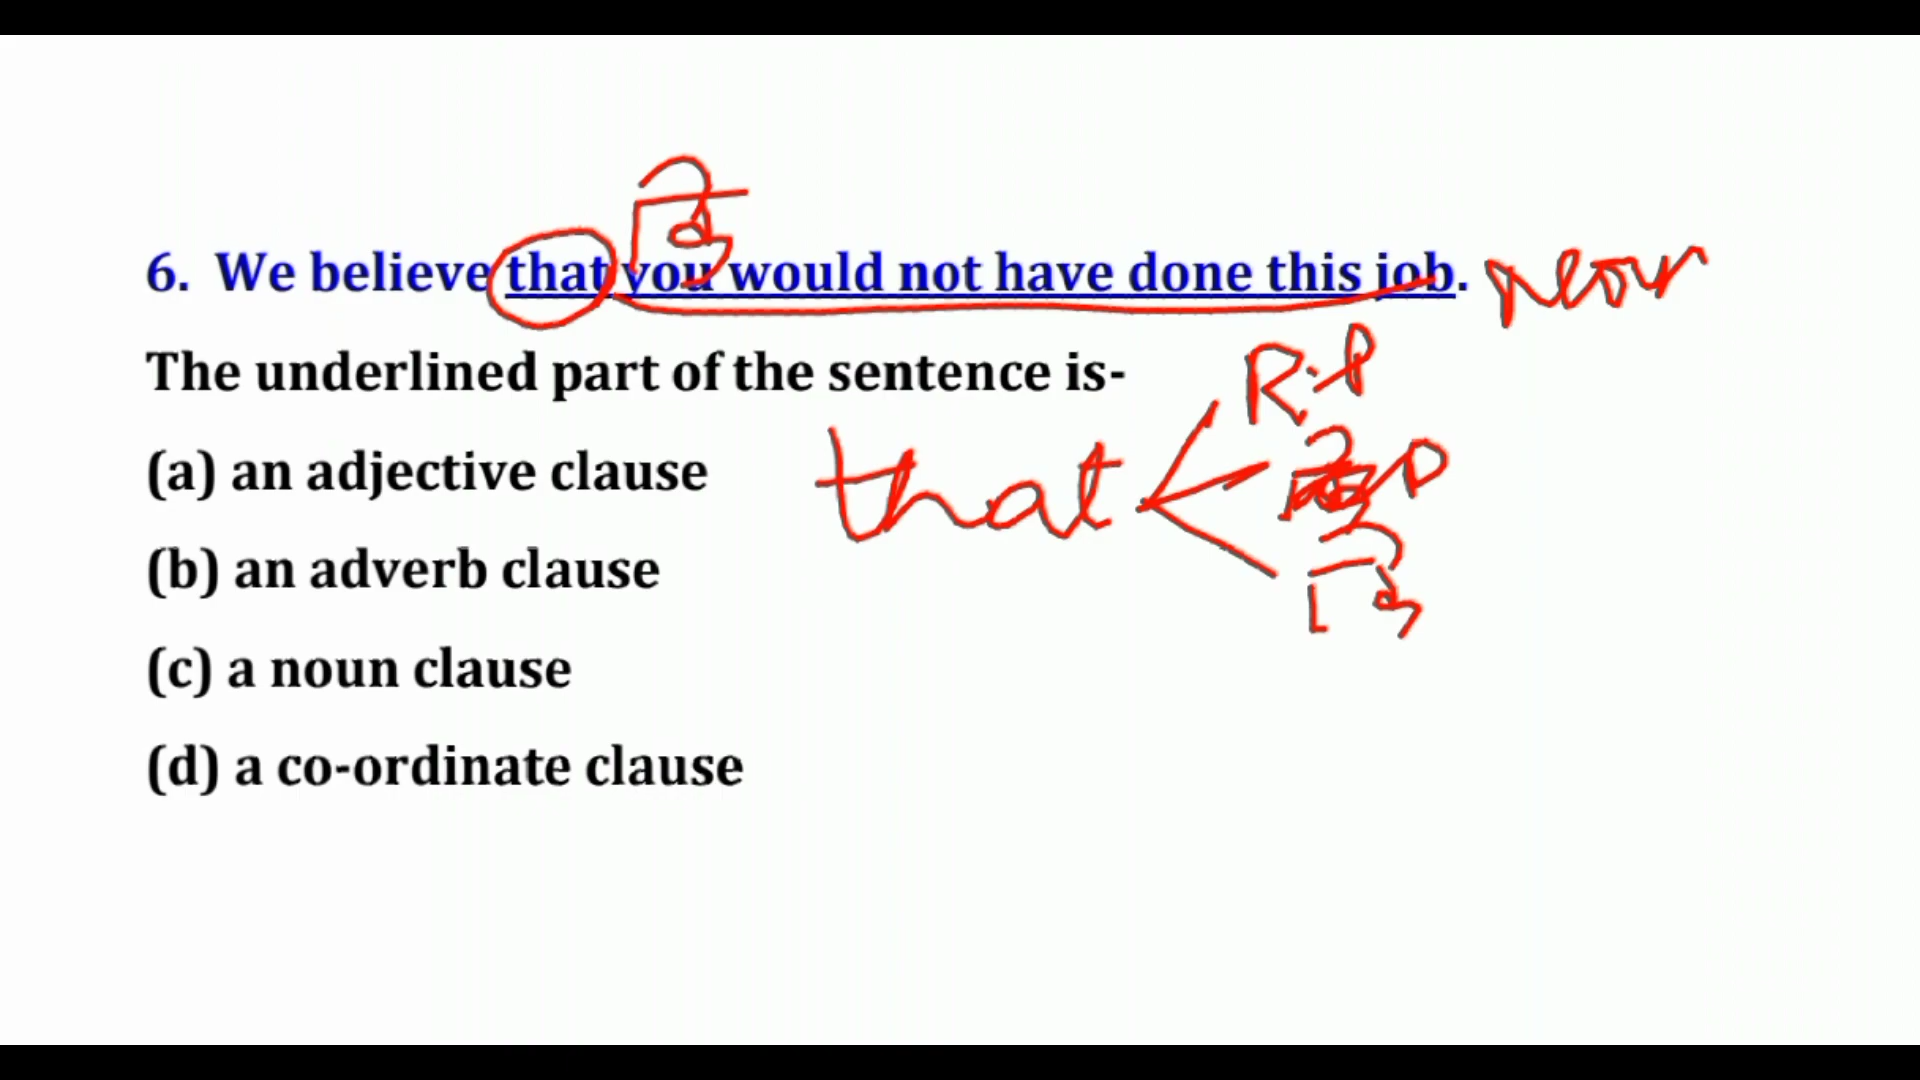 6. We believe that you would not have done this job.
The underlined part of the sentence is-
(a) an adjective clause
(b) an adverb clause
(c) a noun clause
(d) a co-ordinate clause
that
R.P